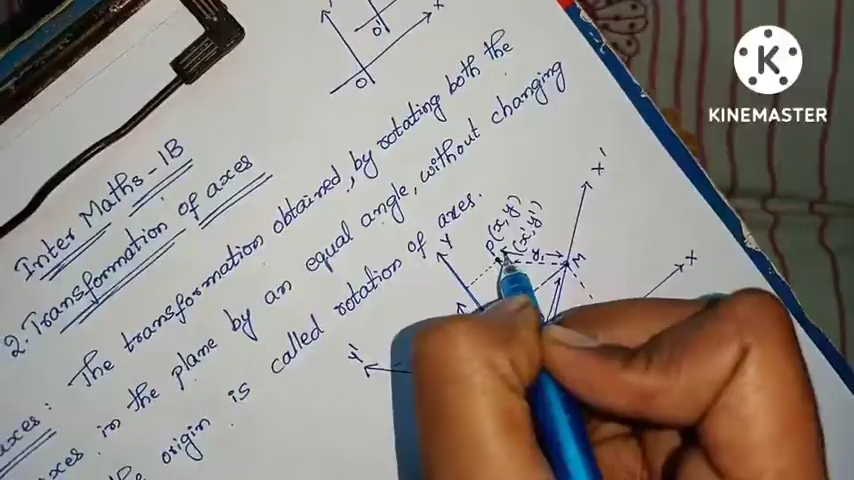 Inter Maths - IB
2. Transformation of axes
axes: The transformation obtained, by rotating both the
axes in the plane by an equal angle, without changing
the origin is called rotation of axes.
X
O'
O
Y
P(x,y)
(x',y')
y'
M
X'
X
Y'
K
KINEMASTER